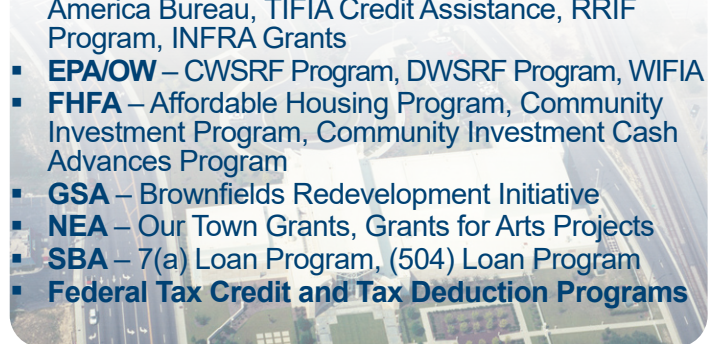 America Bureau, TIFIA Credit Assistance, RRIF
Program, INFRA Grants
▪ EPA/OW – CWSRF Program, DWSRF Program, WIFIA
▪ FHFA – Affordable Housing Program, Community
Investment Program, Community Investment Cash
Advances Program
▪ GSA – Brownfields Redevelopment Initiative
▪ NEA – Our Town Grants, Grants for Arts Projects
▪ SBA – 7(a) Loan Program, (504) Loan Program
▪ Federal Tax Credit and Tax Deduction Programs